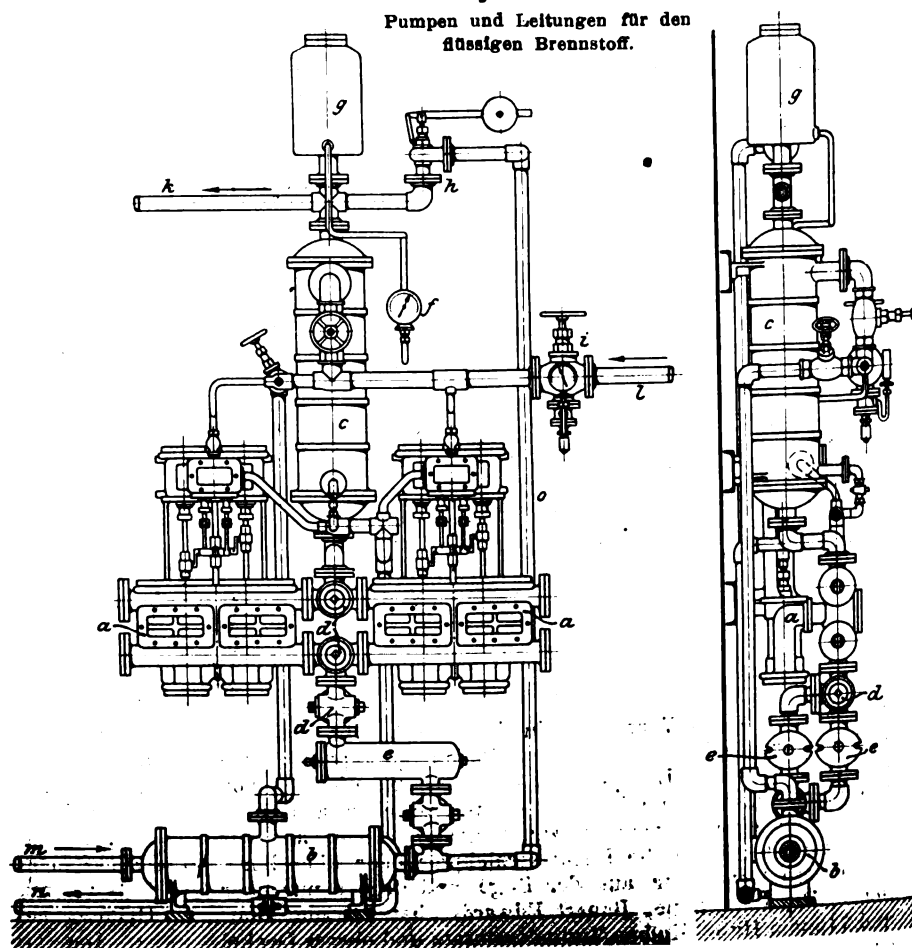 Pumpen und Leitungen für den
flüssigen Brennstoff.
g
g
k
h
f
c
i
l
c
c
o
a
d
a
a
d
d
e
e
e
m
b
b
n